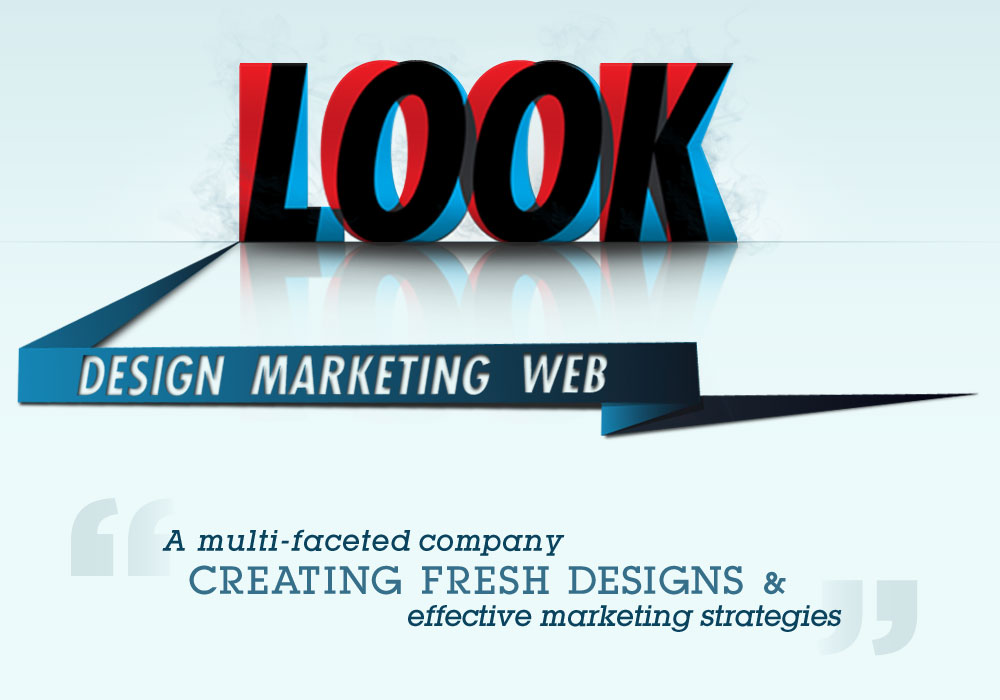 LOOK
DESIGN MARKETING WEB
“A multi-faceted company
CREATING FRESH DESIGNS &
effective marketing strategies”